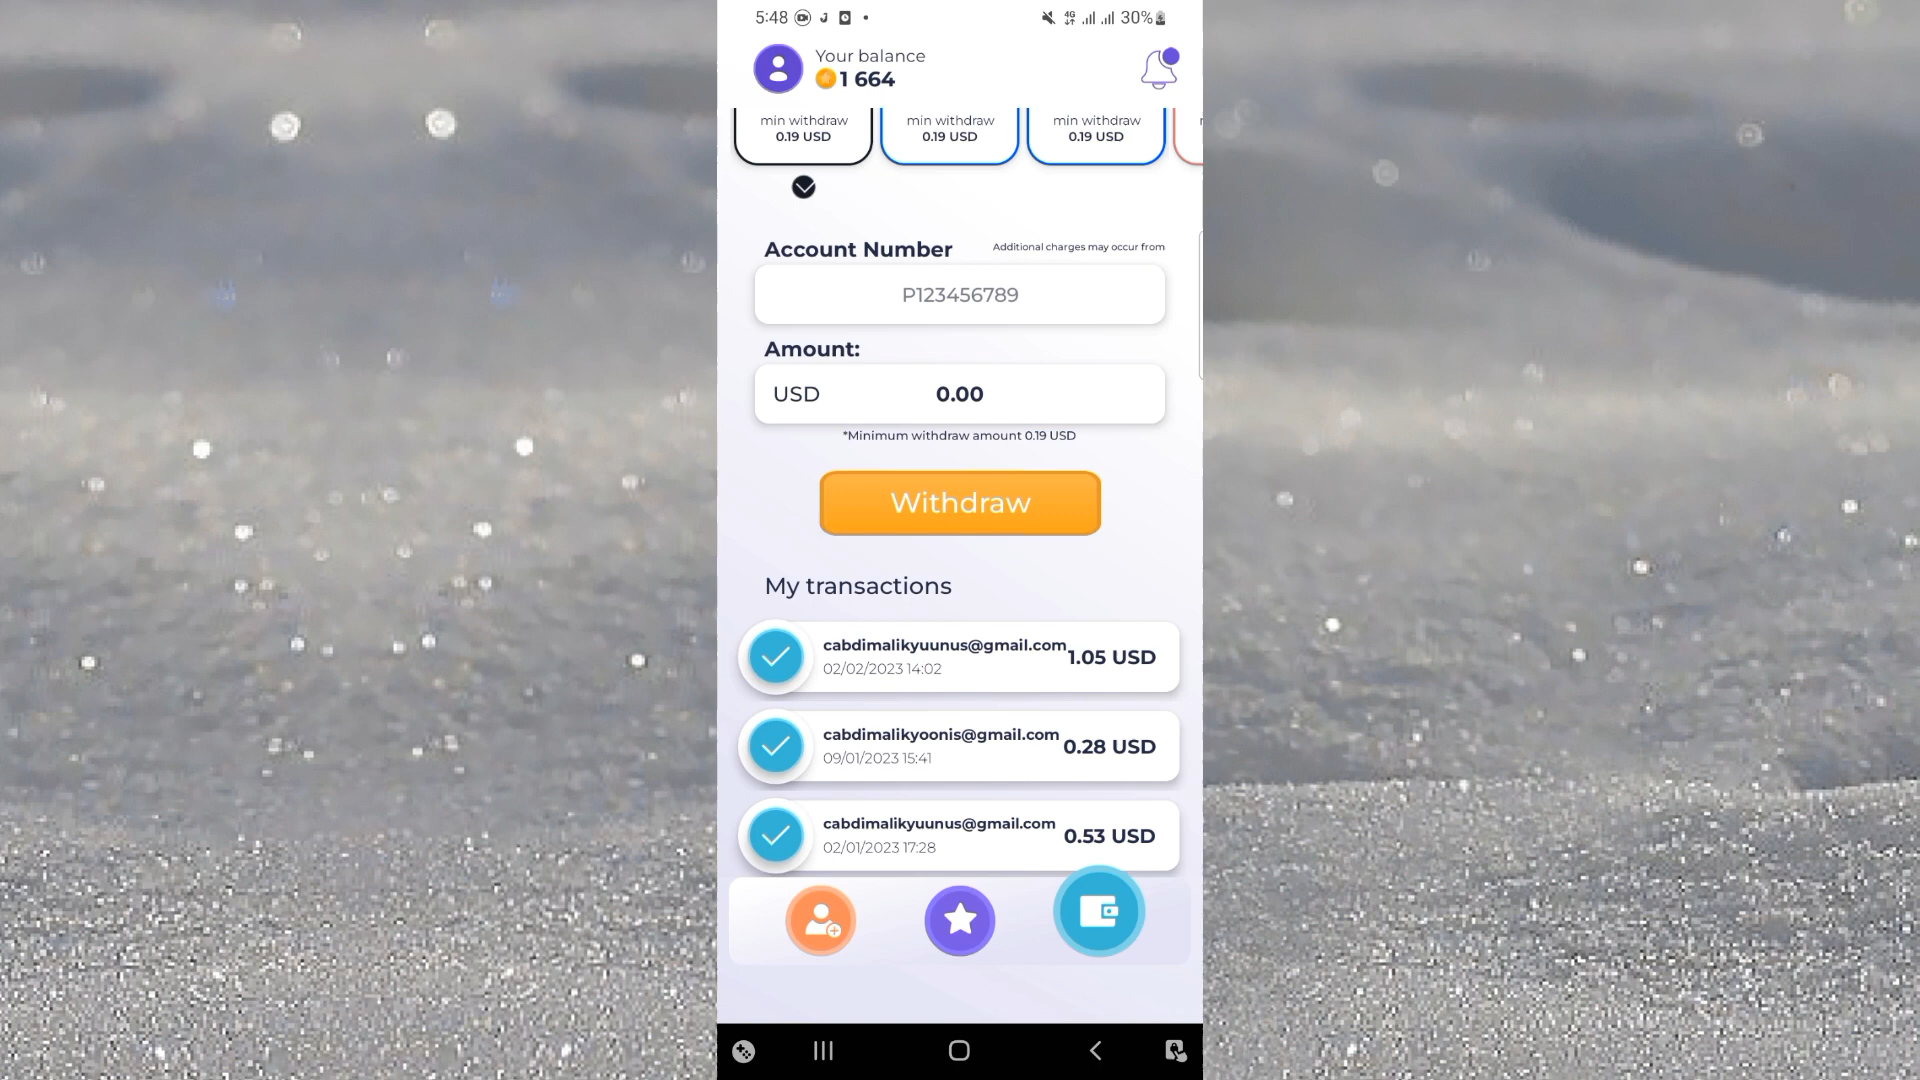 5:48
4G
30%
Your balance
1 664
min withdraw
0.19 USD
min withdraw
0.19 USD
min withdraw
0.19 USD
Account Number
Additional charges may occur from
P123456789
Amount:
USD
0.00
*Minimum withdraw amount 0.19 USD
Withdraw
My transactions
cabdimalikyuunus@gmail.com
1.05 USD
02/02/2023 14:02
cabdimalikyoonis@gmail.com
0.28 USD
09/01/2023 15:41
cabdimalikyuunus@gmail.com
0.53 USD
02/01/2023 17:28